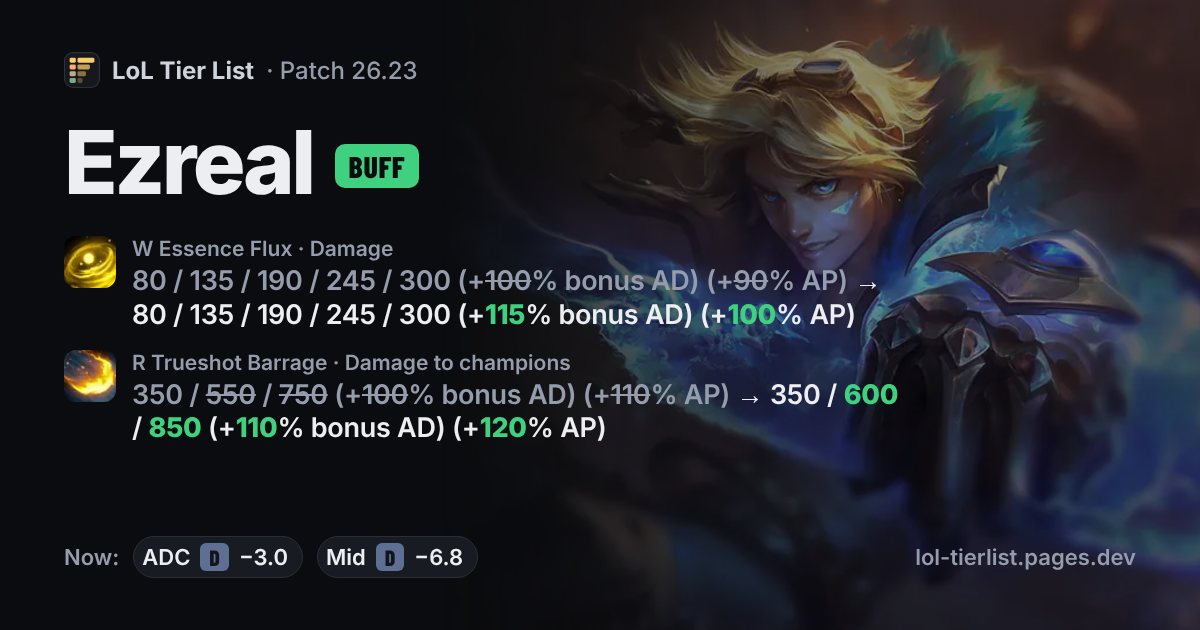 LoL Tier List · Patch 26.23
Ezreal BUFF
W Essence Flux · Damage
80 / 135 / 190 / 245 / 300 (+100% bonus AD) (+90% AP) →
80 / 135 / 190 / 245 / 300 (+115% bonus AD) (+100% AP)
R Trueshot Barrage · Damage to champions
350 / 550 / 750 (+100% bonus AD) (+110% AP) → 350 / 600
/ 850 (+110% bonus AD) (+120% AP)
Now: ADC D −3.0 Mid D −6.8
lol-tierlist.pages.dev